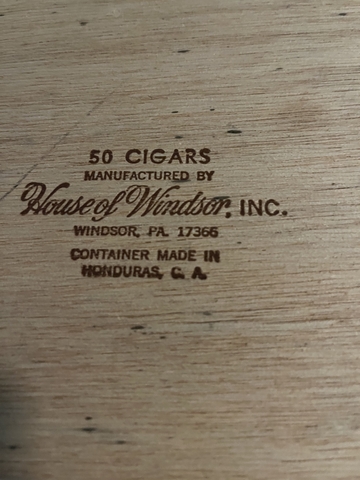 50 CIGARS
MANUFACTURED BY
House of Windsor, INC.
WINDSOR, PA. 17366
CONTAINER MADE IN
HONDURAS, C. A.